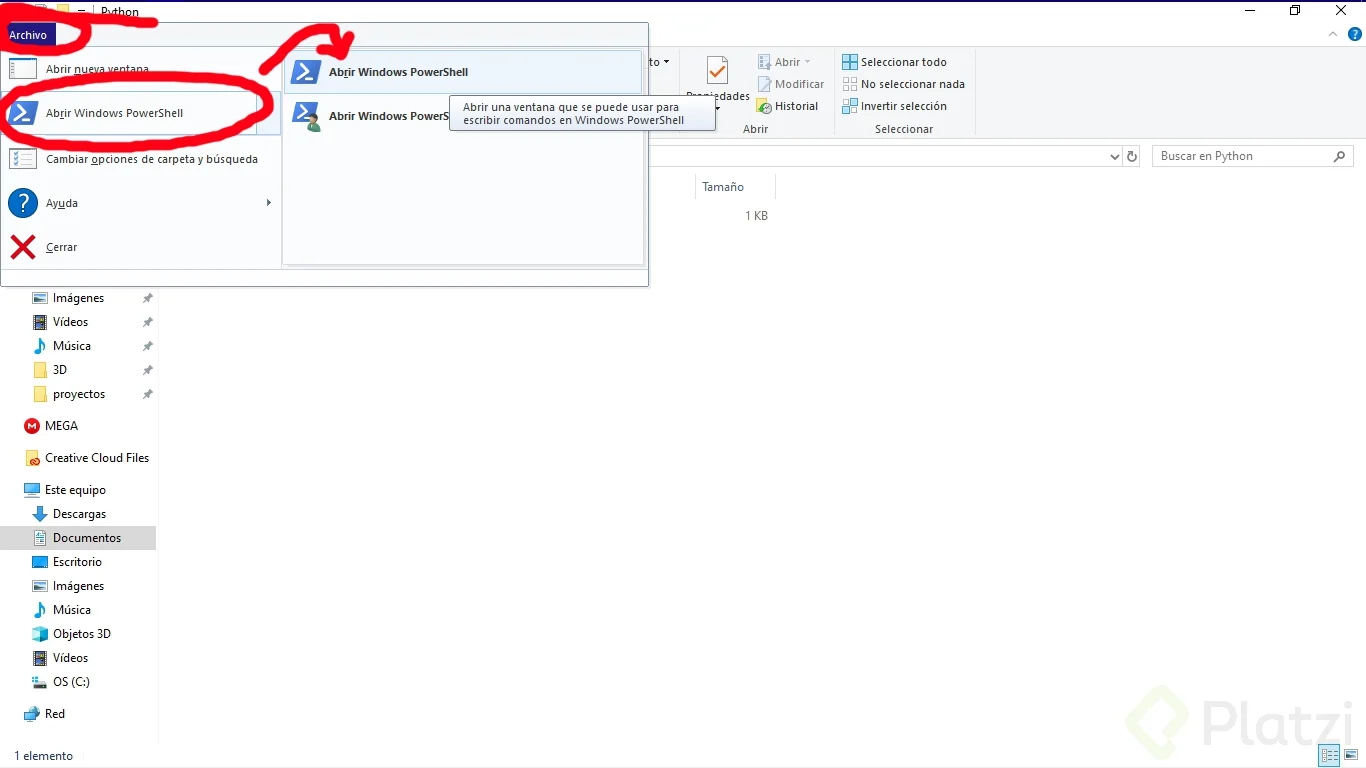 Python
Archivo
Abrir nueva ventana
Abrir Windows PowerShell
Cambiar opciones de carpeta y búsqueda
Ayuda
Cerrar
Abrir Windows PowerShell
Abrir Windows PowerS
Abrir una ventana que se puede usar para
escribir comandos en Windows PowerShell
to
Propiedades
Abrir
Modificar
Historial
Abrir
Seleccionar todo
No seleccionar nada
Invertir selección
Seleccionar
Buscar en Python
Tamaño
1 KB
Imágenes
Vídeos
Música
3D
proyectos
MEGA
Creative Cloud Files
Este equipo
Descargas
Documentos
Escritorio
Imágenes
Música
Objetos 3D
Vídeos
OS (C:)
Red
1 elemento
Platzi